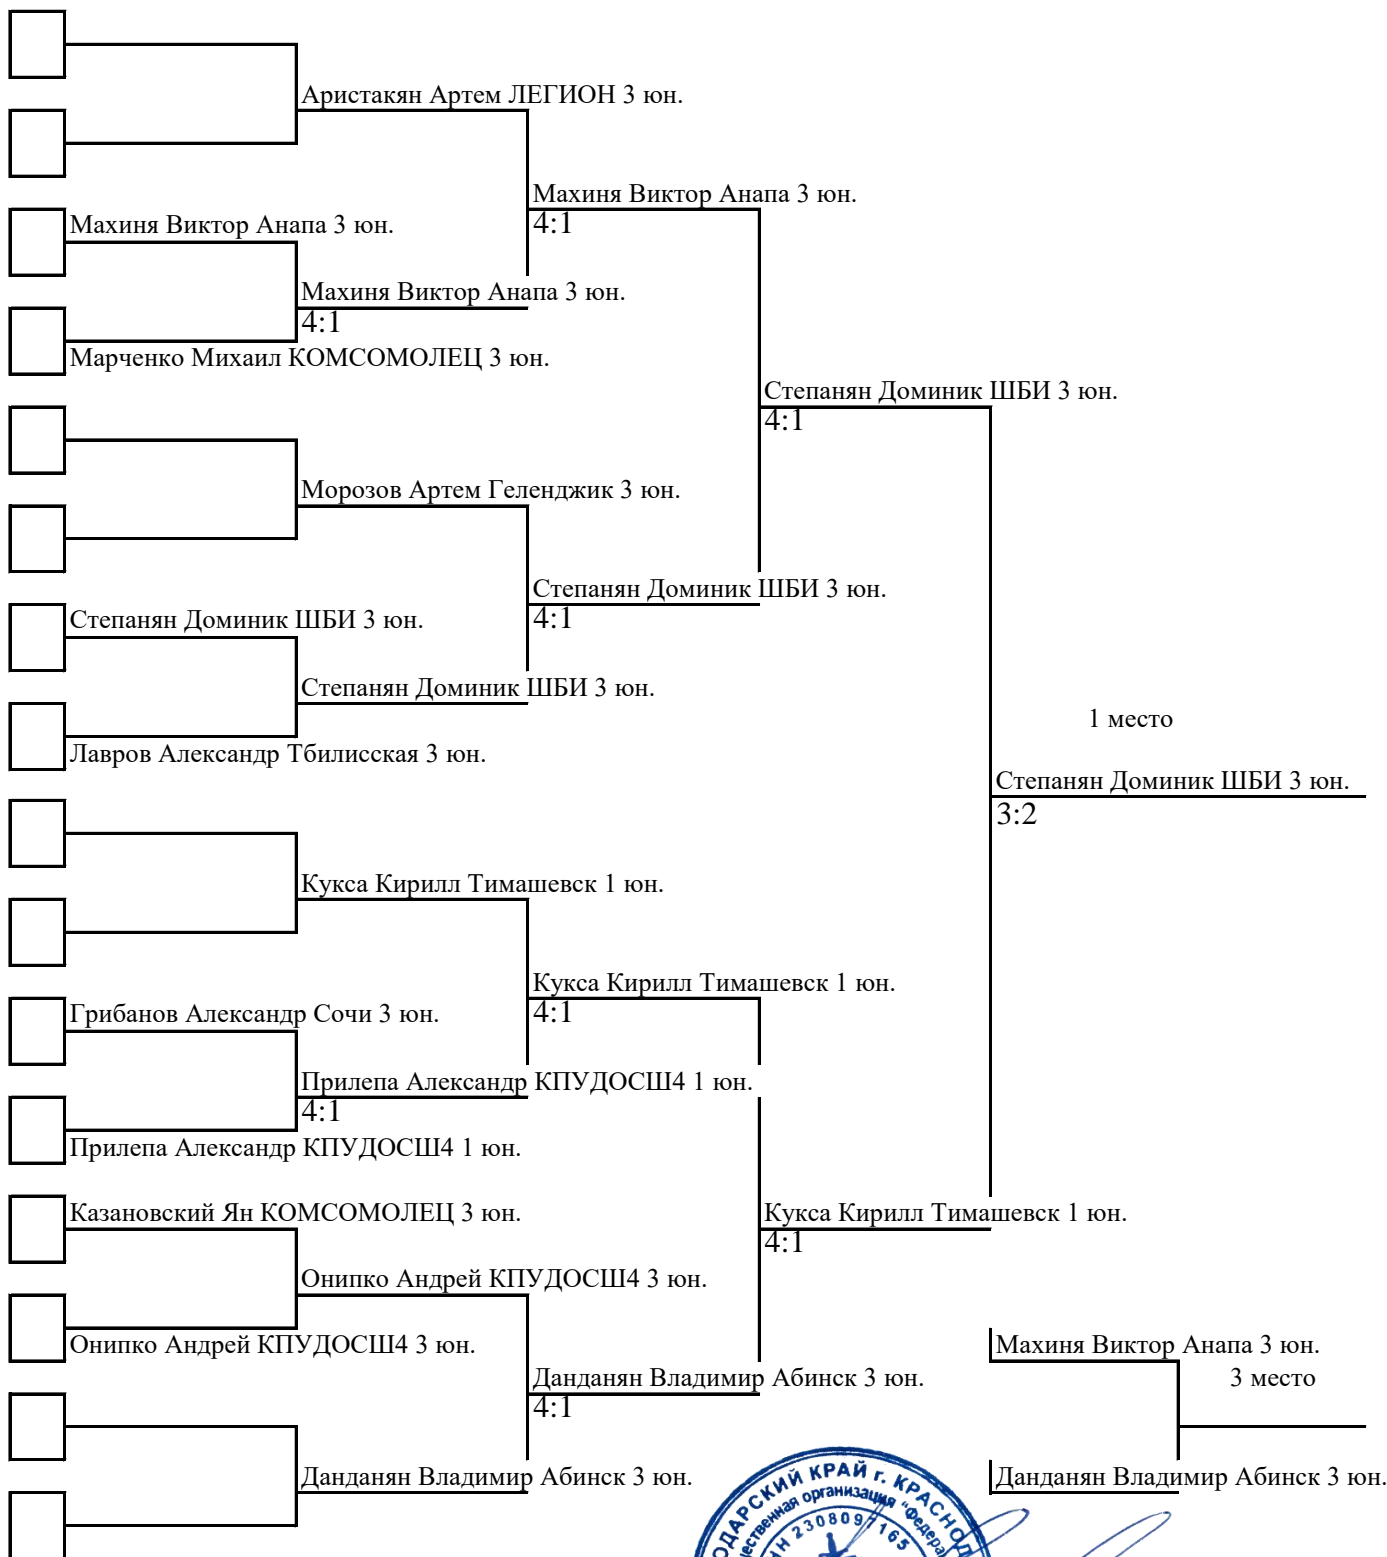 Аристакян Артем ЛЕГИОН 3 юн.
Махиня Виктор Анапа 3 юн.
4:1
Махиня Виктор Анапа 3 юн.
Махиня Виктор Анапа 3 юн.
4:1
Марченко Михаил КОМСОМОЛЕЦ 3 юн.
Степанян Доминик ШБИ 3 юн.
4:1
Морозов Артем Геленджик 3 юн.
Степанян Доминик ШБИ 3 юн.
4:1
Степанян Доминик ШБИ 3 юн.
Степанян Доминик ШБИ 3 юн.
1 место
Лавров Александр Тбилисская 3 юн.
Степанян Доминик ШБИ 3 юн.
3:2
Кукса Кирилл Тимашевск 1 юн.
Кукса Кирилл Тимашевск 1 юн.
4:1
Грибанов Александр Сочи 3 юн.
Прилепа Александр КПУДОСШ4 1 юн.
4:1
Прилепа Александр КПУДОСШ4 1 юн.
Казановский Ян КОМСОМОЛЕЦ 3 юн.
Кукса Кирилл Тимашевск 1 юн.
4:1
Онипко Андрей КПУДОСШ4 3 юн.
Онипко Андрей КПУДОСШ4 3 юн.
Махиня Виктор Анапа 3 юн.
3 место
Данданян Владимир Абинск 3 юн.
4:1
Данданян Владимир Абинск 3 юн.
Данданян Владимир Абинск 3 юн.
КРАЙ г.
организация
2308097165